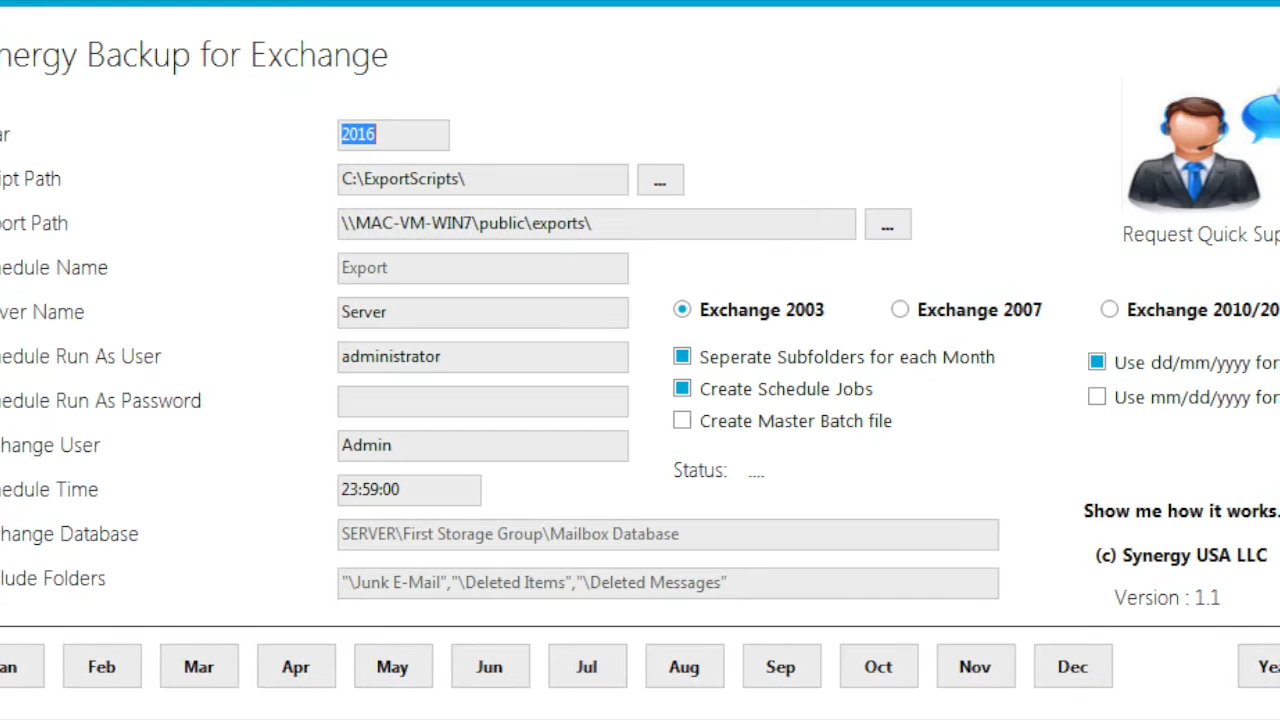 nergy Backup for Exchange
ar 2016
ipt Path C:\ExportScripts\ ...
ort Path \\MAC-VM-WIN7\public\exports\ ...
Request Quick Sup
edule Name Export
ver Name Server
Exchange 2003 Exchange 2007 Exchange 2010/20
edule Run As User administrator
Seperate Subfolders for each Month
Use dd/mm/yyyy for
Create Schedule Jobs
Use mm/dd/yyyy for
edule Run As Password
Create Master Batch file
hange User Admin
Status: ....
edule Time 23:59:00
Show me how it works.
hange Database SERVER\First Storage Group\Mailbox Database
(c) Synergy USA LLC
lude Folders "\Junk E-Mail","\Deleted Items","\Deleted Messages"
Version : 1.1
an Feb Mar Apr May Jun Jul Aug Sep Oct Nov Dec Yea